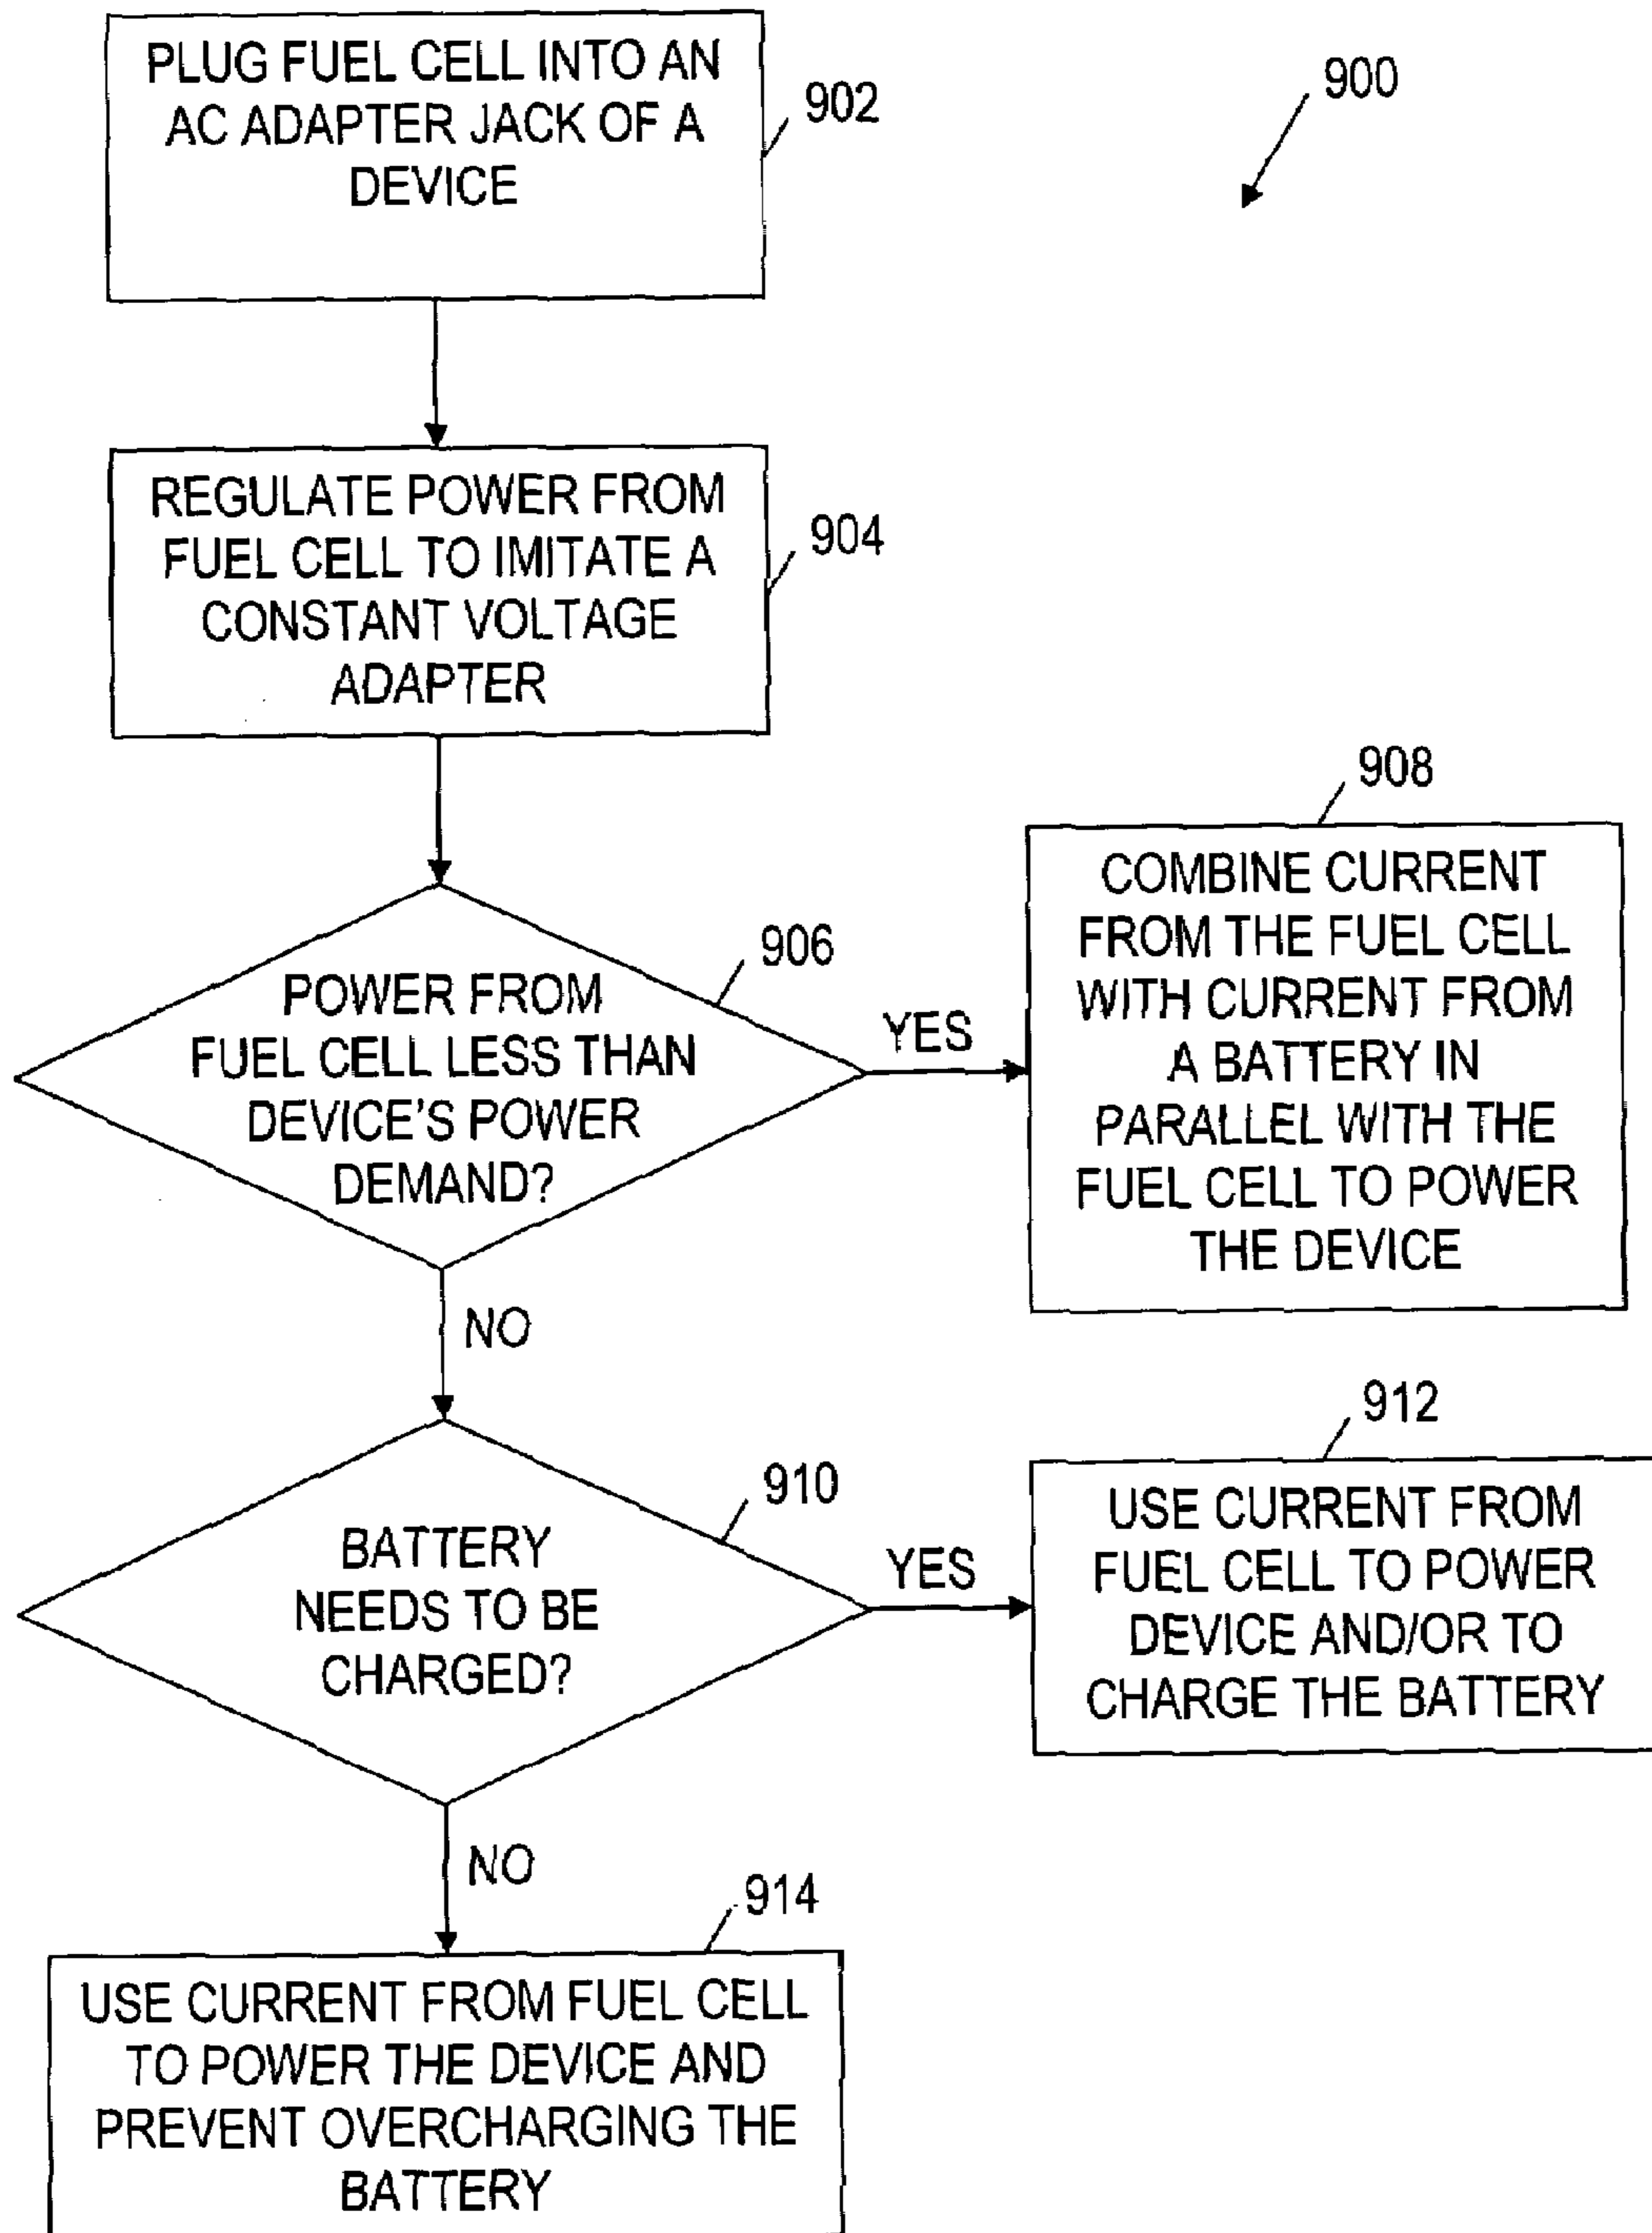 PLUG FUEL CELL INTO AN
AC ADAPTER JACK OF A
DEVICE
902
900
REGULATE POWER FROM
FUEL CELL TO IMITATE A
CONSTANT VOLTAGE
ADAPTER
904
POWER FROM
FUEL CELL LESS THAN
DEVICE'S POWER
DEMAND?
906
YES
908
COMBINE CURRENT
FROM THE FUEL CELL
WITH CURRENT FROM
A BATTERY IN
PARALLEL WITH THE
FUEL CELL TO POWER
THE DEVICE
NO
BATTERY
NEEDS TO BE
CHARGED?
910
YES
912
USE CURRENT FROM
FUEL CELL TO POWER
DEVICE AND/OR TO
CHARGE THE BATTERY
NO
914
USE CURRENT FROM FUEL CELL
TO POWER THE DEVICE AND
PREVENT OVERCHARGING THE
BATTERY